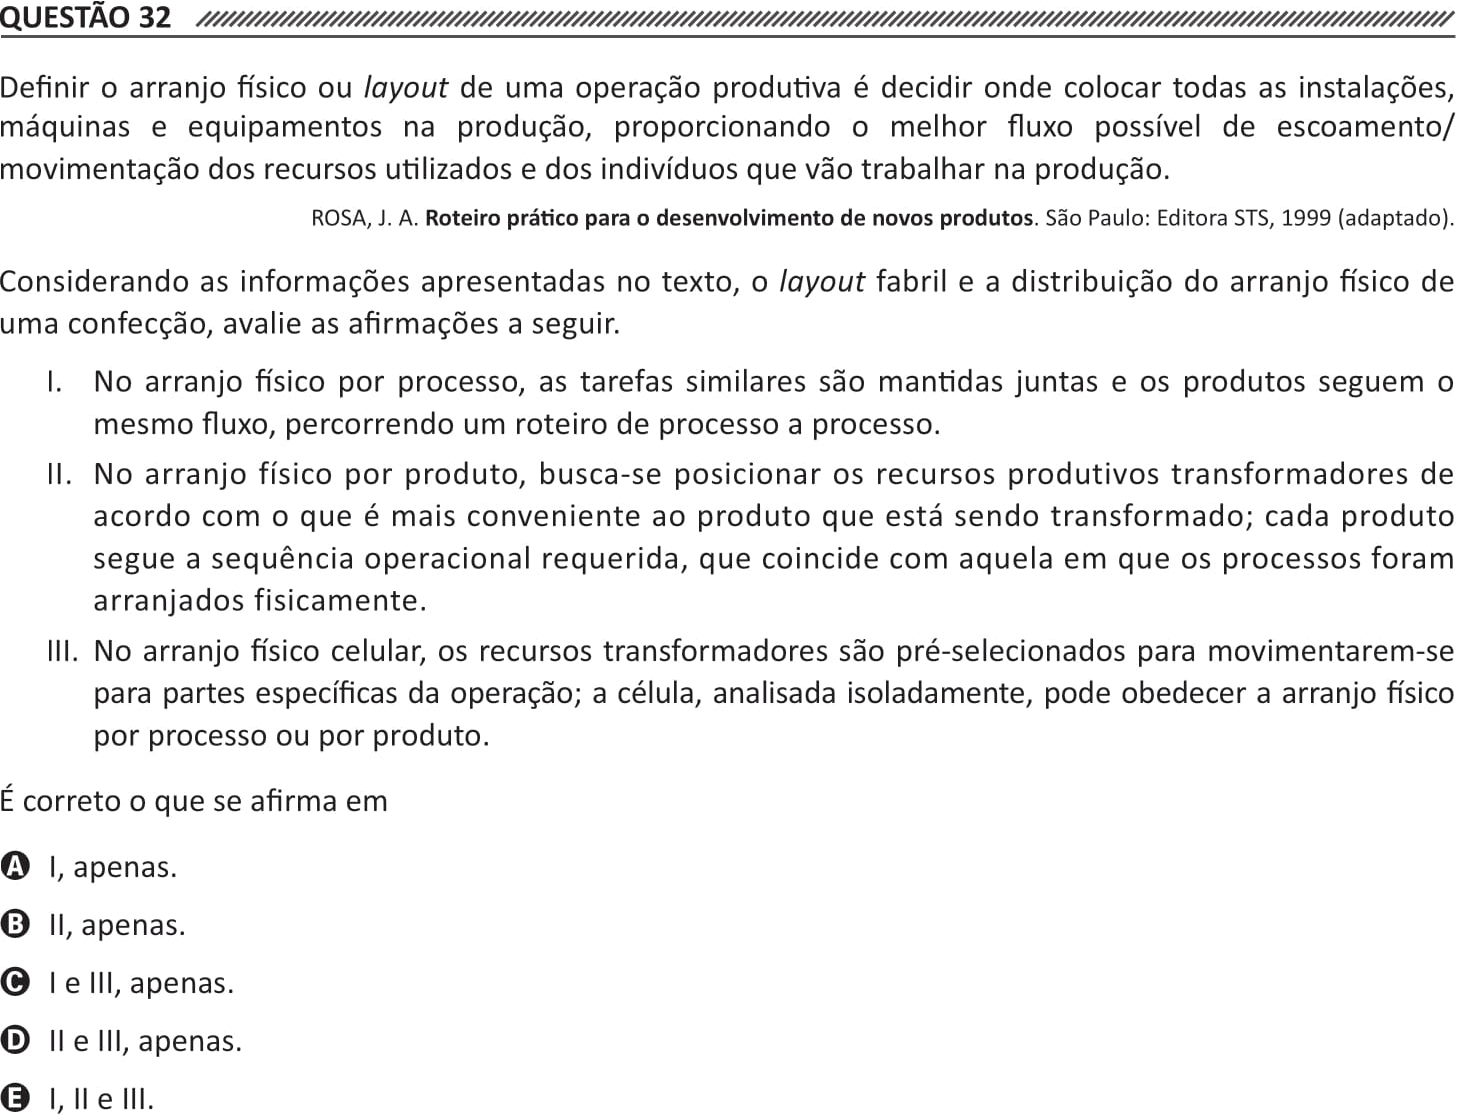 QUESTÃO 32
Definir o arranjo físico ou layout de uma operação produtiva é decidir onde colocar todas as instalações,
máquinas e equipamentos na produção, proporcionando o melhor fluxo possível de escoamento/
movimentação dos recursos utilizados e dos indivíduos que vão trabalhar na produção.
ROSA, J. A. Roteiro prático para o desenvolvimento de novos produtos. São Paulo: Editora STS, 1999 (adaptado).
Considerando as informações apresentadas no texto, o layout fabril e a distribuição do arranjo físico de
uma confecção, avalie as afirmações a seguir.
I. No arranjo físico por processo, as tarefas similares são mantidas juntas e os produtos seguem o
mesmo fluxo, percorrendo um roteiro de processo a processo.
II. No arranjo físico por produto, busca-se posicionar os recursos produtivos transformadores de
acordo com o que é mais conveniente ao produto que está sendo transformado; cada produto
segue a sequência operacional requerida, que coincide com aquela em que os processos foram
arranjados fisicamente.
III. No arranjo físico celular, os recursos transformadores são pré-selecionados para movimentarem-se
para partes específicas da operação; a célula, analisada isoladamente, pode obedecer a arranjo físico
por processo ou por produto.
É correto o que se afirma em
A I, apenas.
B II, apenas.
C I e III, apenas.
D II e III, apenas.
E I, II e III.